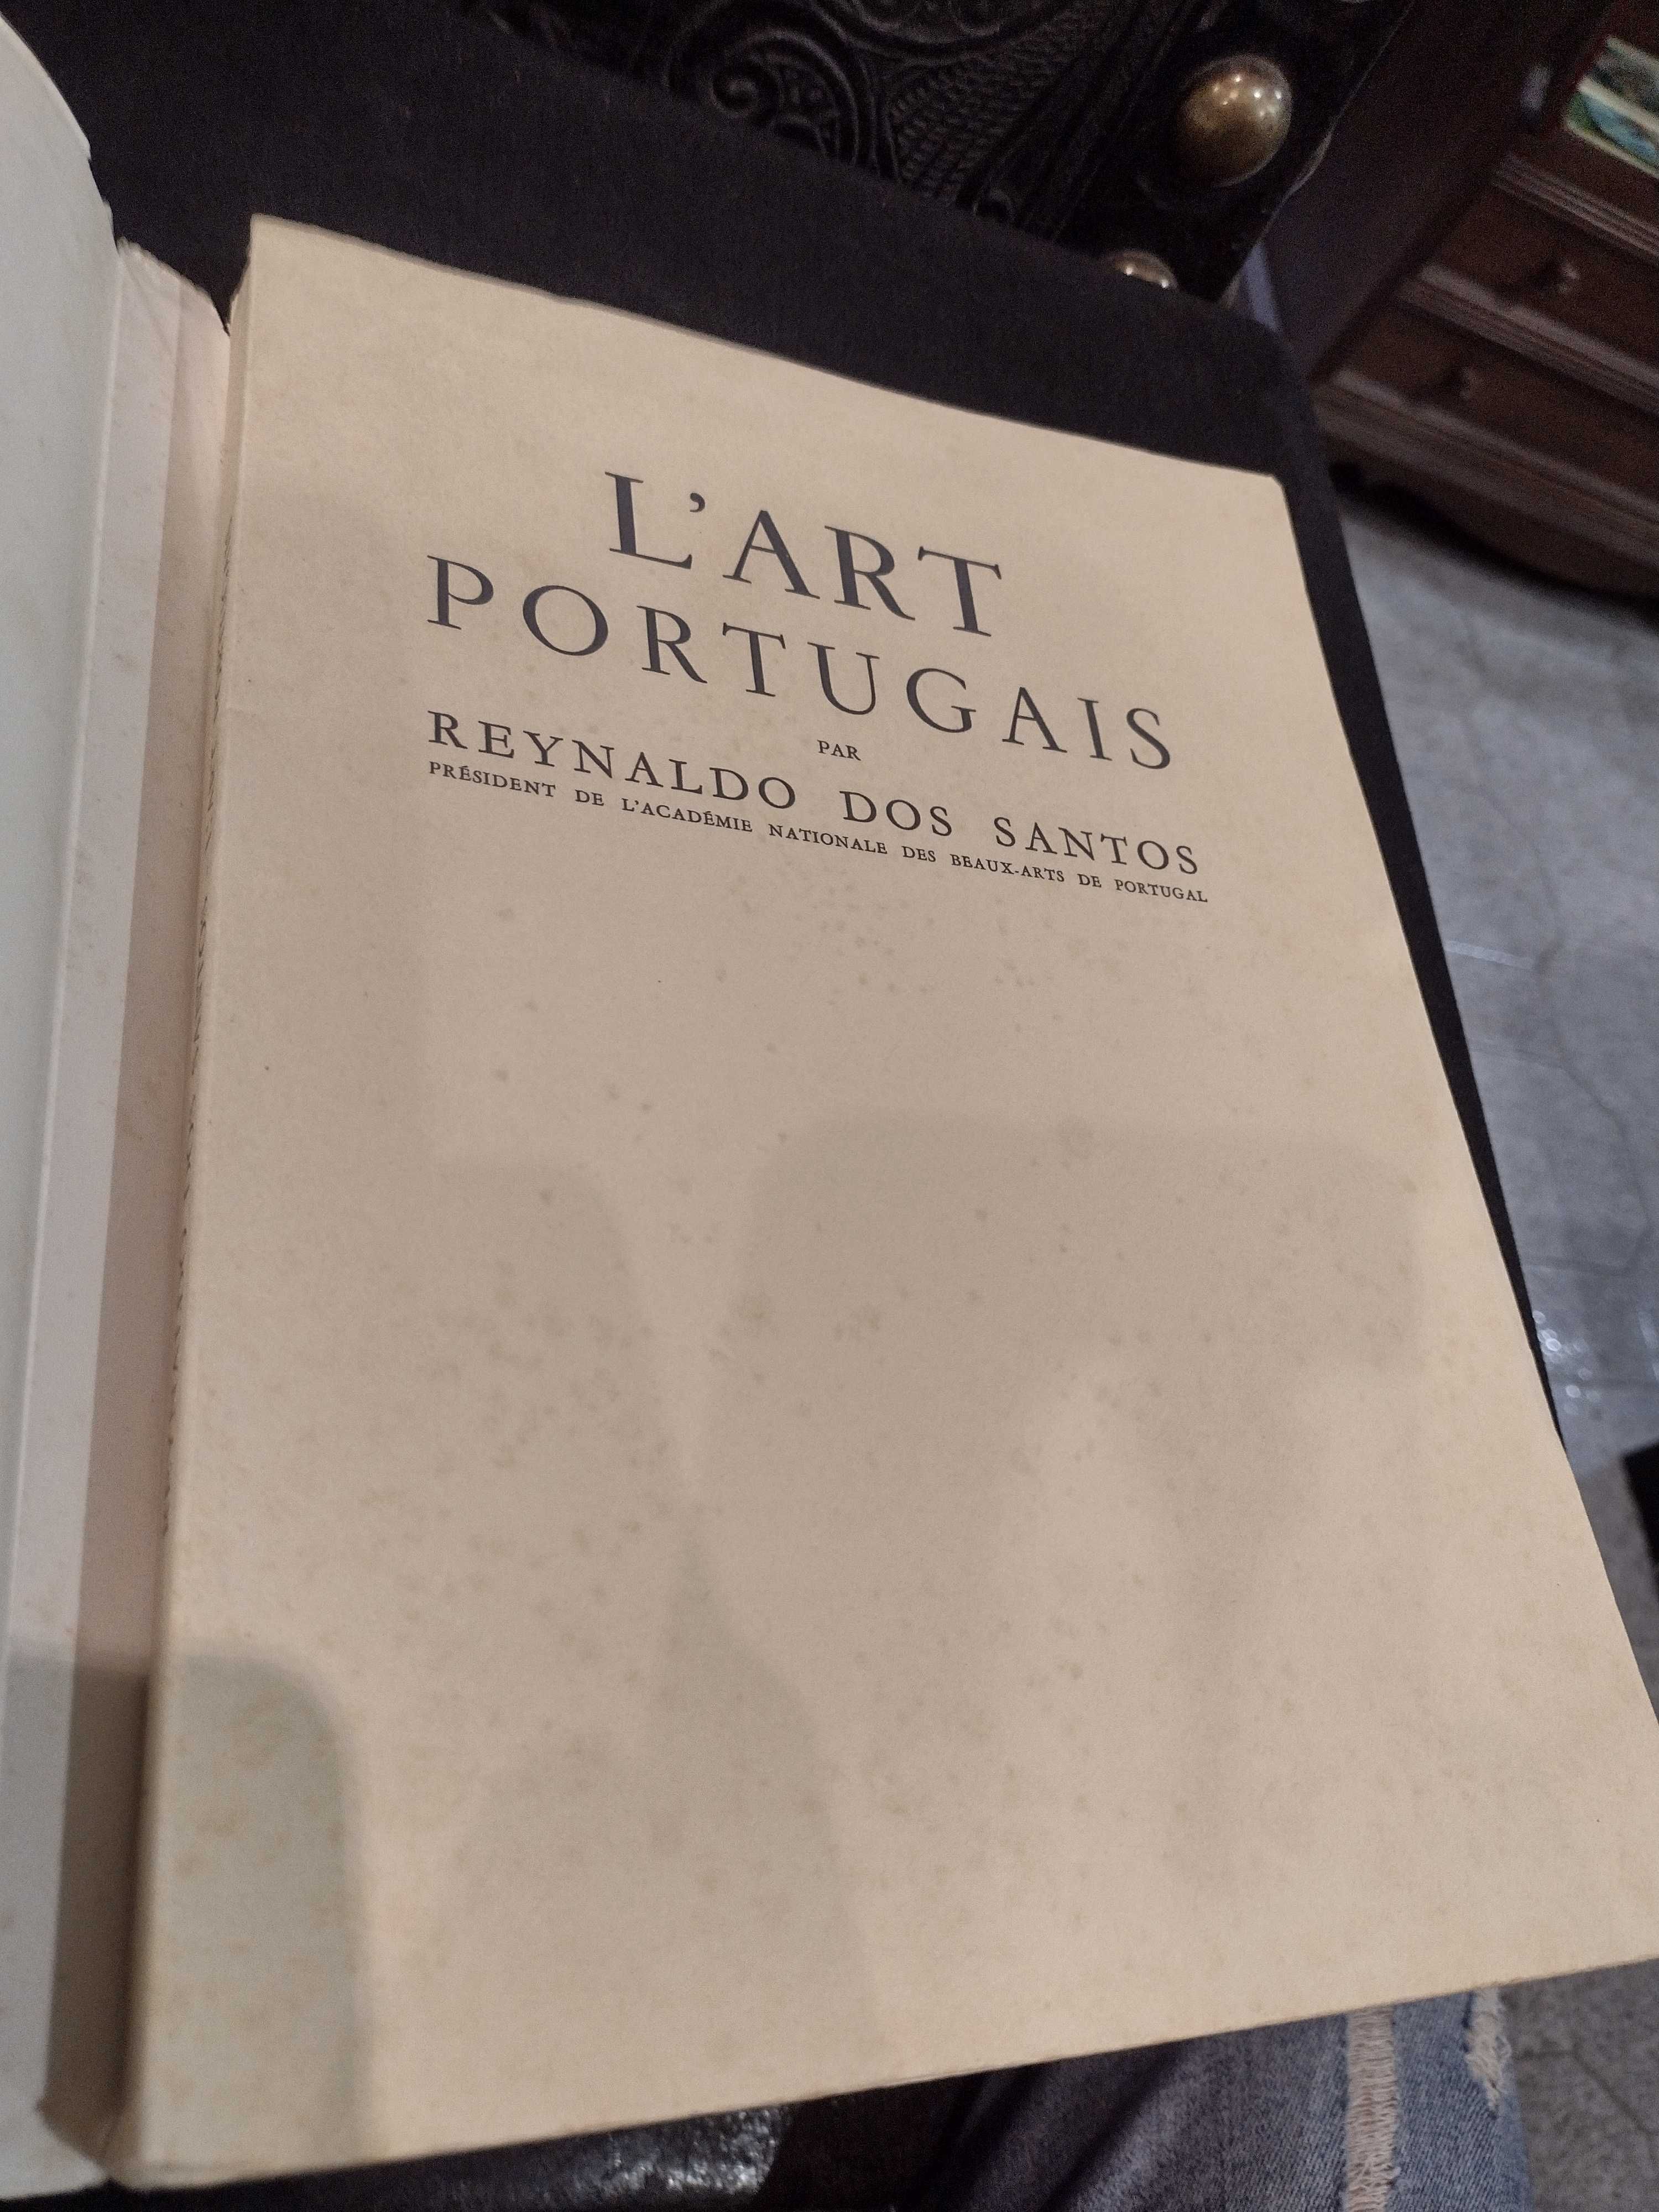 L'ART
PORTUGAIS
PAR
REYNALDO DOS SANTOS
PRÉSIDENT DE L'ACADÉMIE NATIONALE DES BEAUX-ARTS DE PORTUGAL